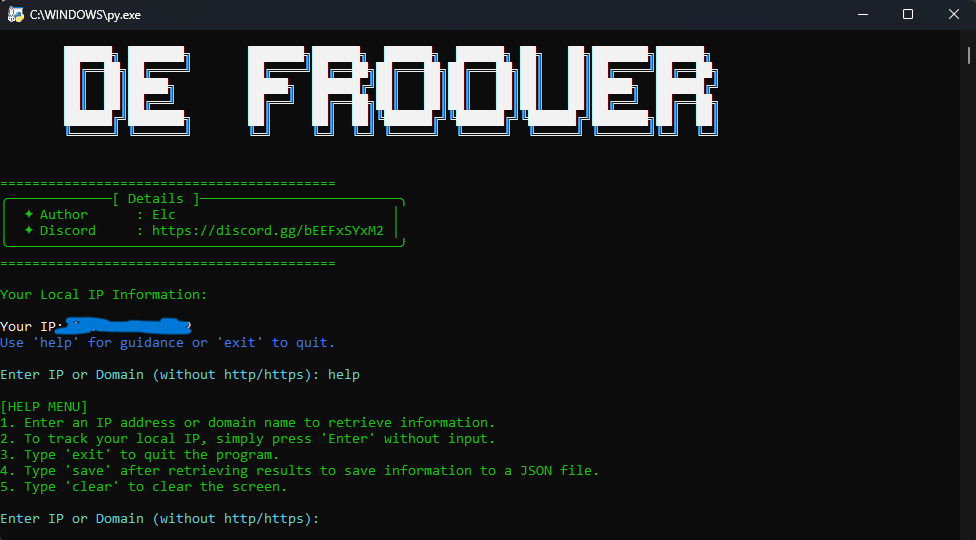 C:\WINDOWS\py.exe
DE FROOUER
==========================================
[ Details ]
✦ Author : Elc
✦ Discord : https://discord.gg/bEEFxSYxM2
==========================================
Your Local IP Information:
Your IP:
Use 'help' for guidance or 'exit' to quit.
Enter IP or Domain (without http/https): help
[HELP MENU]
1. Enter an IP address or domain name to retrieve information.
2. To track your local IP, simply press 'Enter' without input.
3. Type 'exit' to quit the program.
4. Type 'save' after retrieving results to save information to a JSON file.
5. Type 'clear' to clear the screen.
Enter IP or Domain (without http/https):